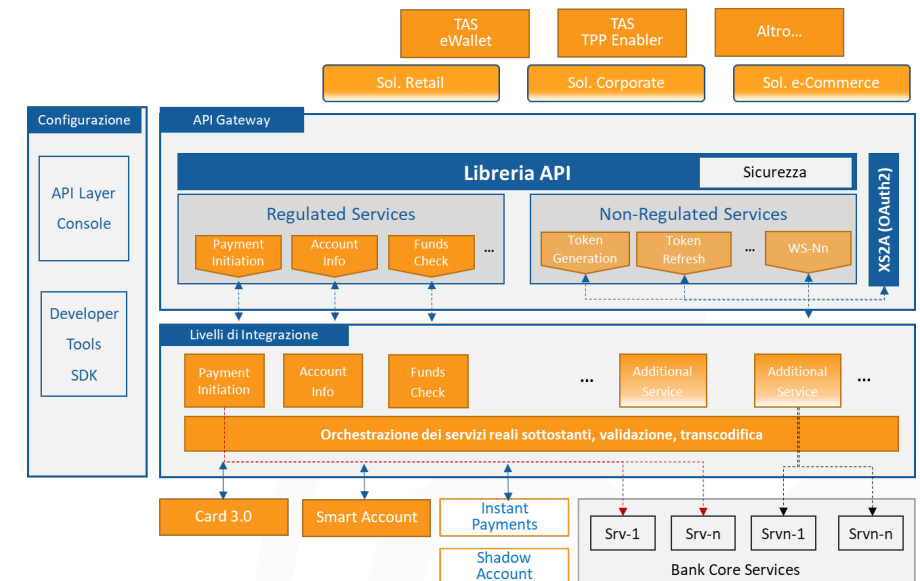 TAS
eWallet
TAS
TPP Enabler
Altro...
Sol. Retail
Sol. Corporate
Sol. e-Commerce
Configurazione
API Layer
Console
Developer
Tools
SDK
API Gateway
Libreria API
Sicurezza
XS2A (OAuth2)
Regulated Services
Payment
Initiation
Account
Info
Funds
Check
...
Non-Regulated Services
Token
Generation
Token
Refresh
...
WS-Nn
Livelli di Integrazione
Payment
Initiation
Account
Info
Funds
Check
...
Additional
Service
Additional
Service
...
Orchestrazione dei servizi reali sottostanti, validazione, transcodifica
Card 3.0
Smart Account
Instant
Payments
Shadow
Account
Srv-1
Srv-n
Srvn-1
Srvn-n
Bank Core Services